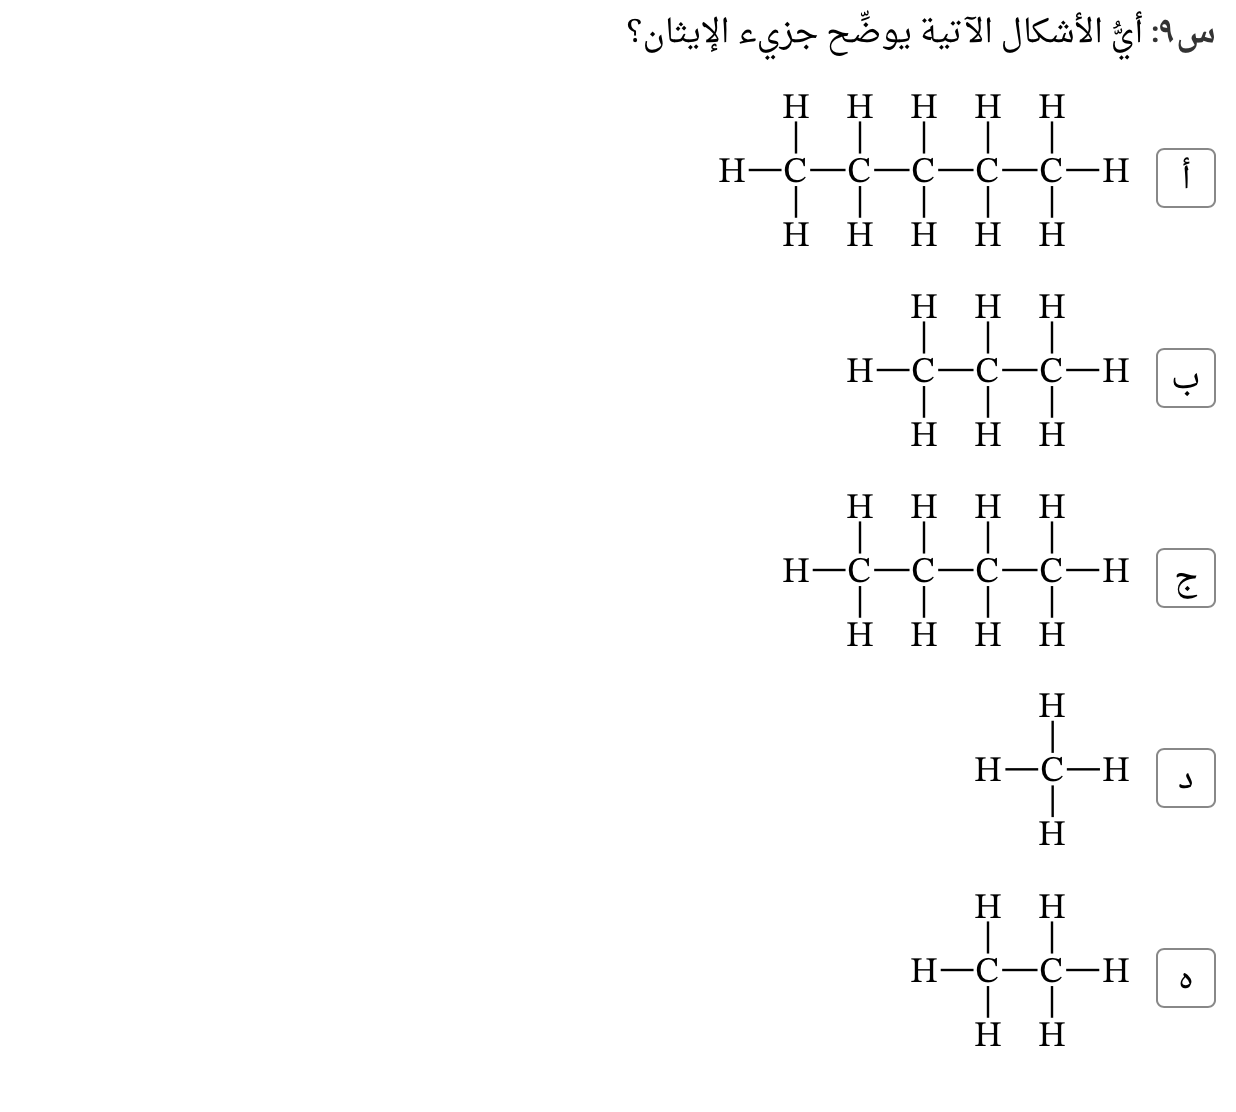 س٩: أيُّ الأشكال الآتية يوضِّح جزيء الإيثان؟
H H H H H
أ H—C—C—C—C—C—H
H H H H H
H H H
ب H—C—C—C—H
H H H
H H H H
ج H—C—C—C—C—H
H H H H
H
د H—C—H
H
H H
ه H—C—C—H
H H